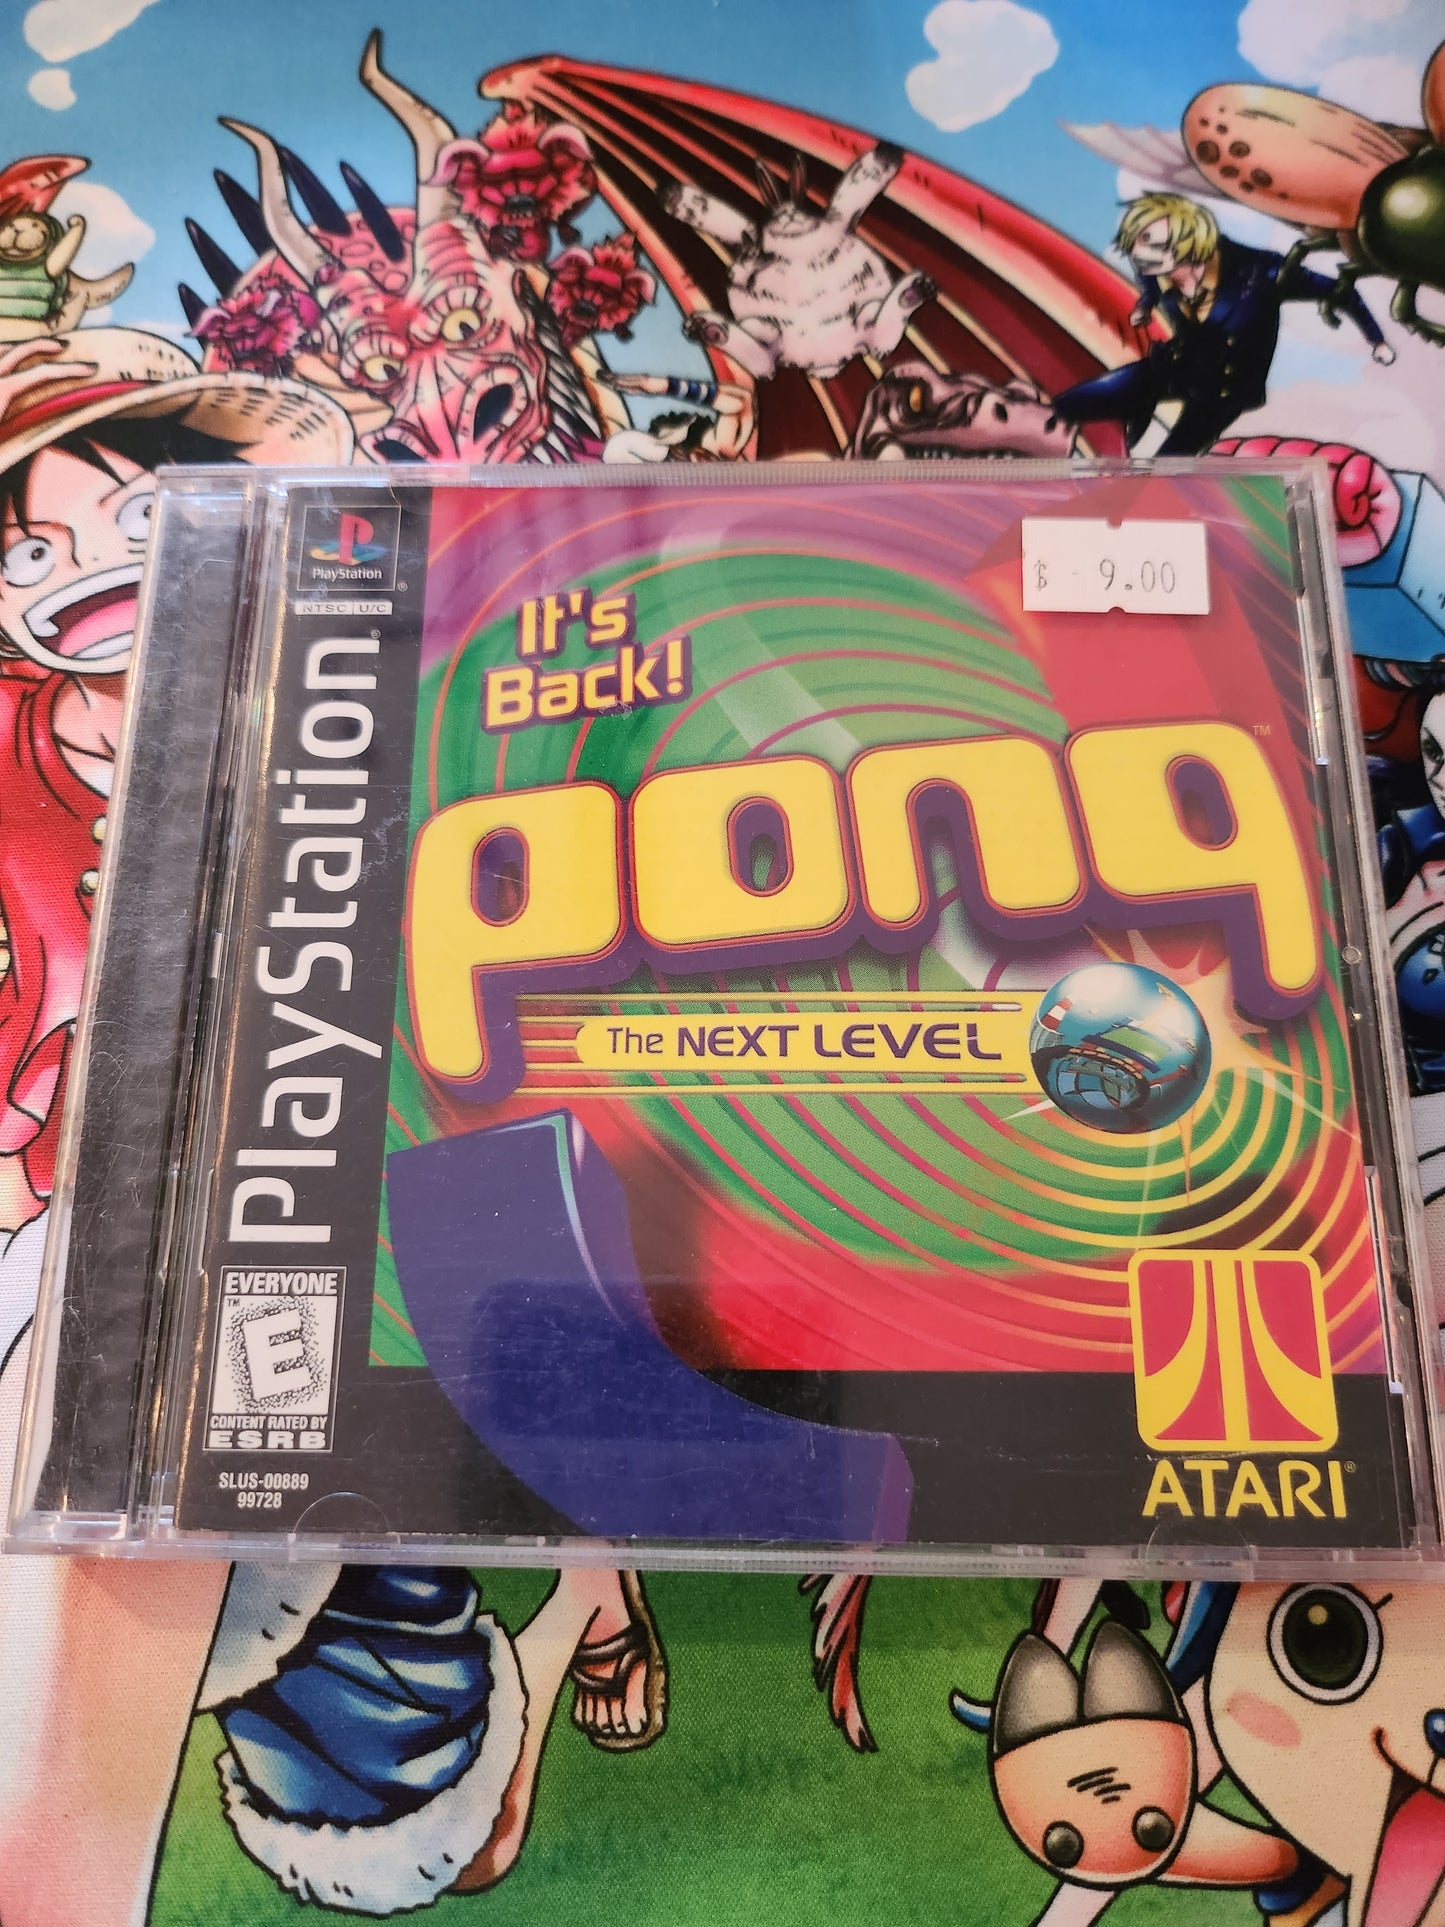 PlayStation®
NTSC U/C
PlayStation®
It's
Back!
$ 9.00
pong™
The NEXT LEVEL
EVERYONE
™
E
CONTENT RATED BY
ESRB
SLUS-00889
99728
ATARI®